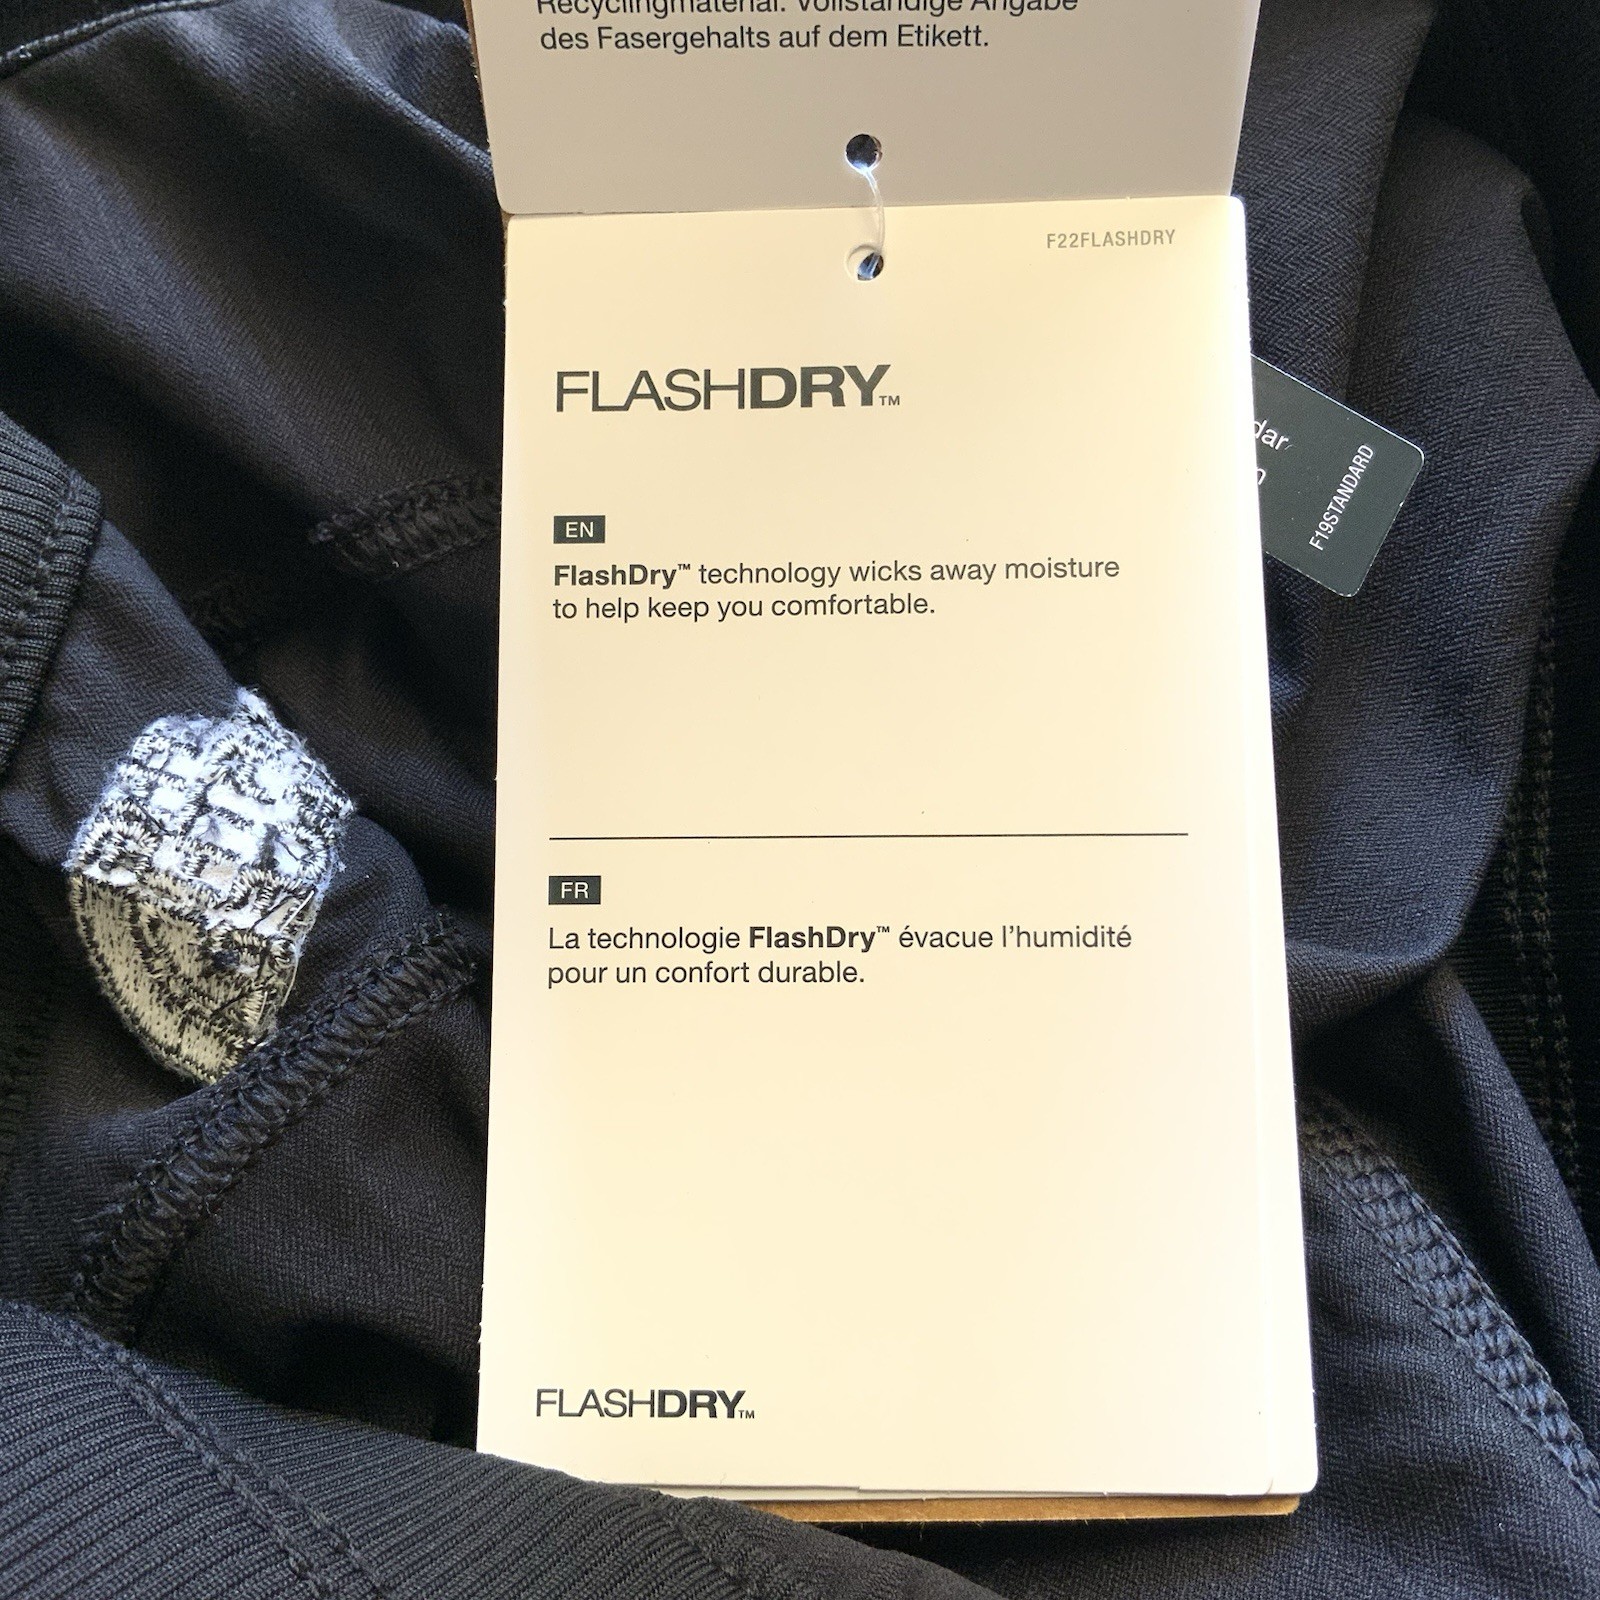 Recyclingmaterial. Vollständige Angabe
des Fasergehalts auf dem Etikett.
F22FLASHDRY
FLASHDRY™
EN
FlashDry™ technology wicks away moisture
to help keep you comfortable.
FR
La technologie FlashDry™ évacue l’humidité
pour un confort durable.
FLASHDRY™
F19STANDARD